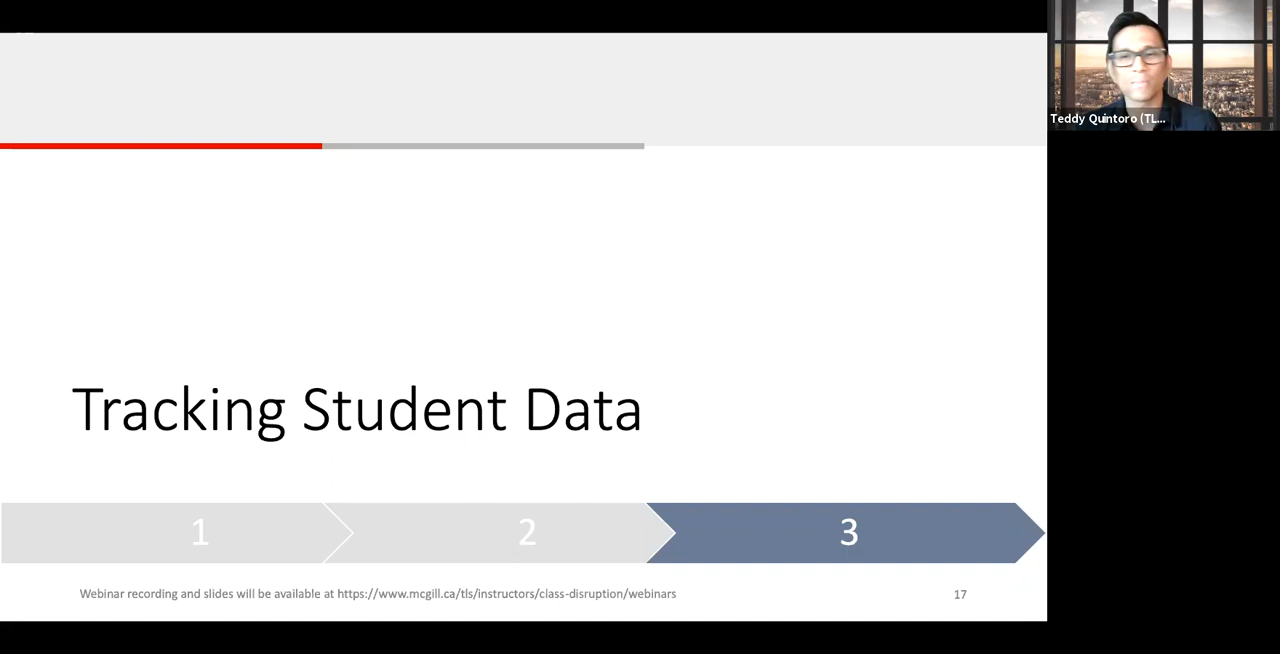 Teddy Quintoro (TL...
Tracking Student Data
1 2 3
Webinar recording and slides will be available at https://www.mcgill.ca/tls/instructors/class-disruption/webinars 17